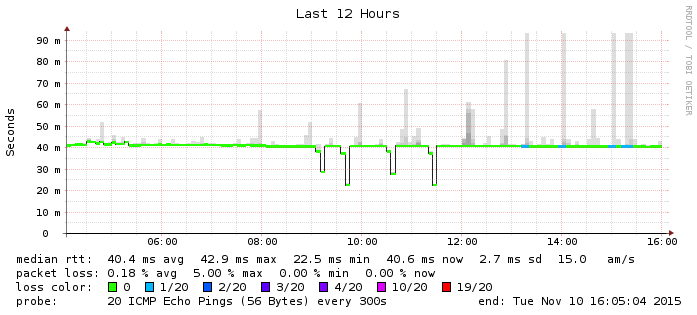 Last 12 Hours
RRDTOOL / TOBI OETIKER
Seconds
90 m
80 m
70 m
60 m
50 m
40 m
30 m
20 m
10 m
0
06:00 08:00 10:00 12:00 14:00 16:00
median rtt: 40.4 ms avg 42.9 ms max 22.5 ms min 40.6 ms now 2.7 ms sd 15.0 am/s
packet loss: 0.18 % avg 5.00 % max 0.00 % min 0.00 % now
loss color: 0 1/20 2/20 3/20 4/20 10/20 19/20
probe: 20 ICMP Echo Pings (56 Bytes) every 300s end: Tue Nov 10 16:05:04 2015